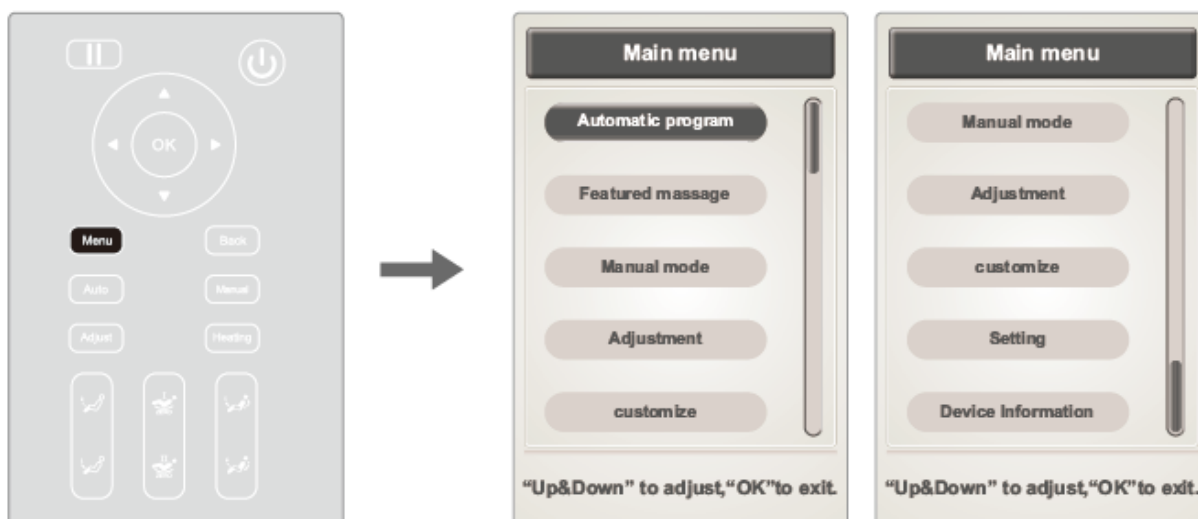 OK
Menu
Back
Auto
Manual
Adjust
Heating
Main menu
Automatic program
Featured massage
Manual mode
Adjustment
customize
“Up&Down” to adjust,“OK”to exit.
Main menu
Manual mode
Adjustment
customize
Setting
Device Information
“Up&Down” to adjust,“OK”to exit.